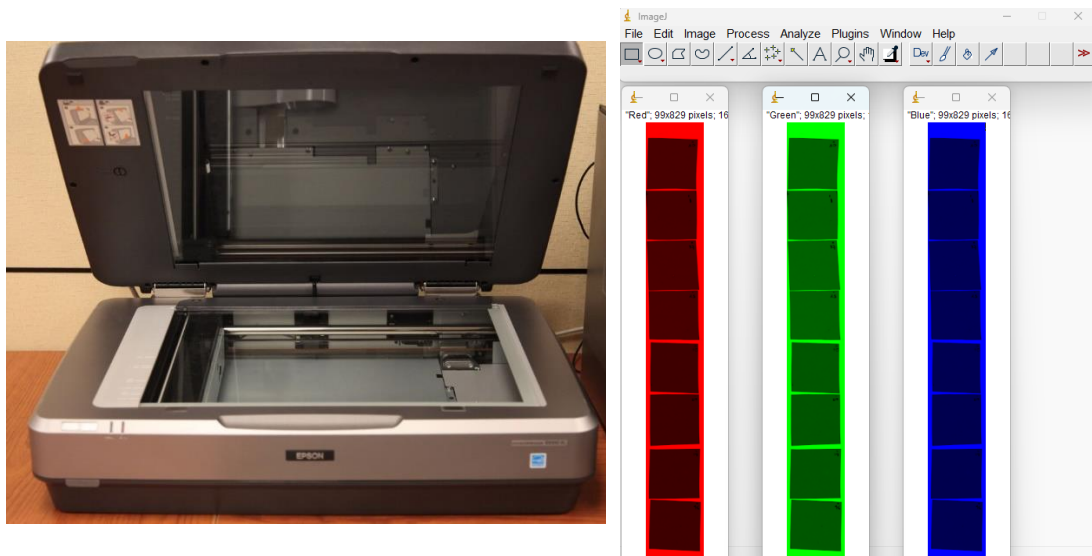 EPSON
ImageJ
File Edit Image Process Analyze Plugins Window Help
Dev
"Red"; 99x829 pixels; 16
"Green"; 99x829 pixels;
"Blue"; 99x829 pixels; 16